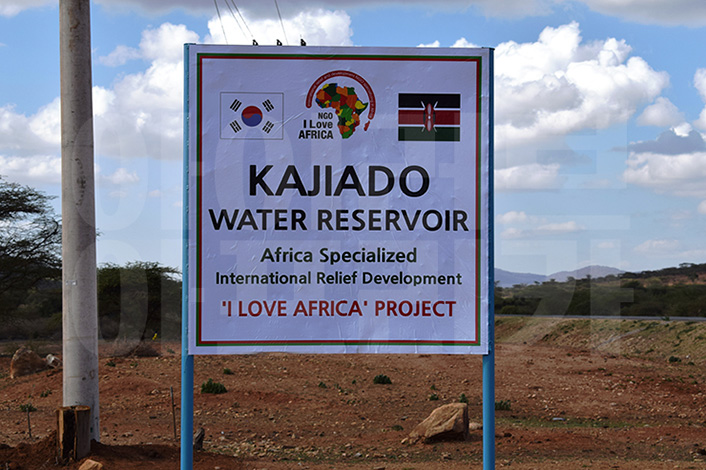 NGO
I Love
AFRICA
KAJIADO
WATER RESERVOIR
Africa Specialized
International Relief Development
'I LOVE AFRICA' PROJECT